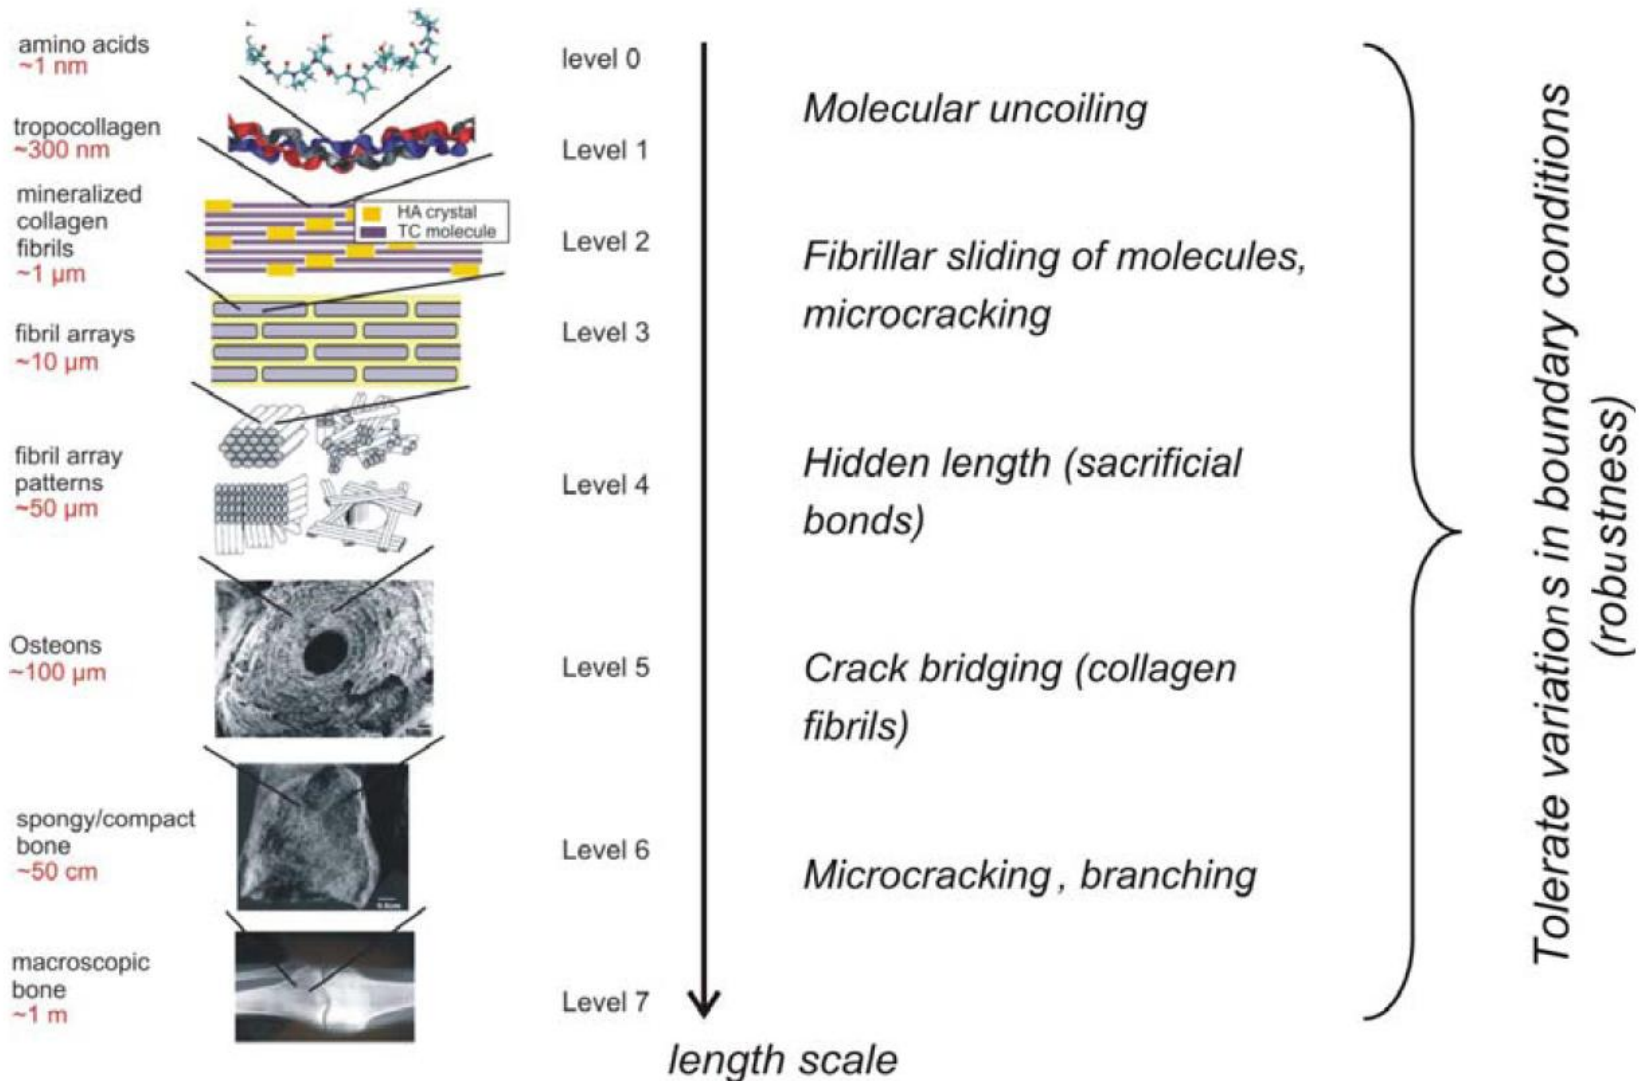 amino acids
~1 nm
level 0
Molecular uncoiling
tropocollagen
~300 nm
Level 1
mineralized
collagen
fibrils
~1 µm
HA crystal
TC molecule
Level 2
Fibrillar sliding of molecules,
microcracking
fibril arrays
~10 µm
Level 3
fibril array
patterns
~50 µm
Level 4
Hidden length (sacrificial
bonds)
Osteons
~100 µm
Level 5
Crack bridging (collagen
fibrils)
spongy/compact
bone
~50 cm
Level 6
Microcracking, branching
macroscopic
bone
~1 m
Level 7
length scale
Tolerate variations in boundary conditions
(robustness)